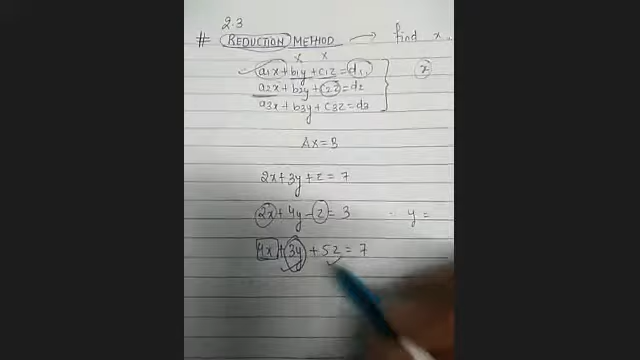 2.3
# REDUCTION METHOD → find x.
x x
a1x+b1y+c1z=d1, (x)
a2x+b2y+c2z=d2
a3x+b3y+c3z=d3
AX=B
2x+3y+z=7
2x+4y-z=3 y=
4x+3y+5z=7